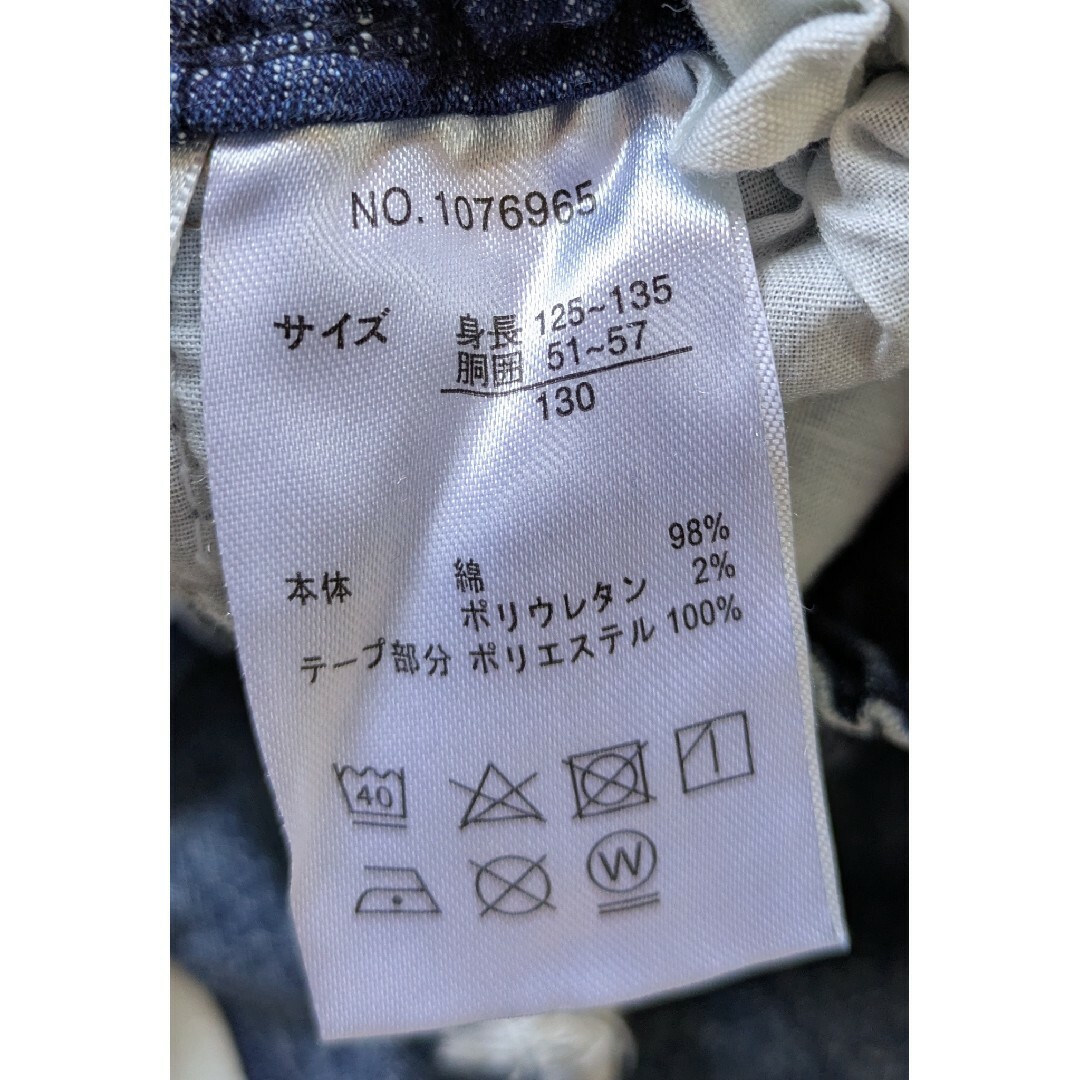 NO. 1076965
サイズ 身長 125~135
胴囲 51~57
130
本体 綿 98%
ポリウレタン 2%
テープ部分 ポリエステル 100%
40
W